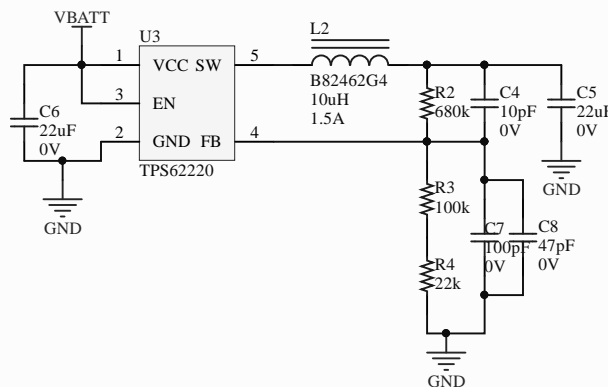 VBATT
U3
1
VCC SW
5
L2
B82462G4
10uH
1.5A
3
EN
2
GND FB
4
TPS62220
C6
22uF
0V
GND
R2
680k
C4
10pF
0V
C5
22uF
0V
GND
R3
100k
R4
22k
C7
100pF
0V
C8
47pF
0V
GND